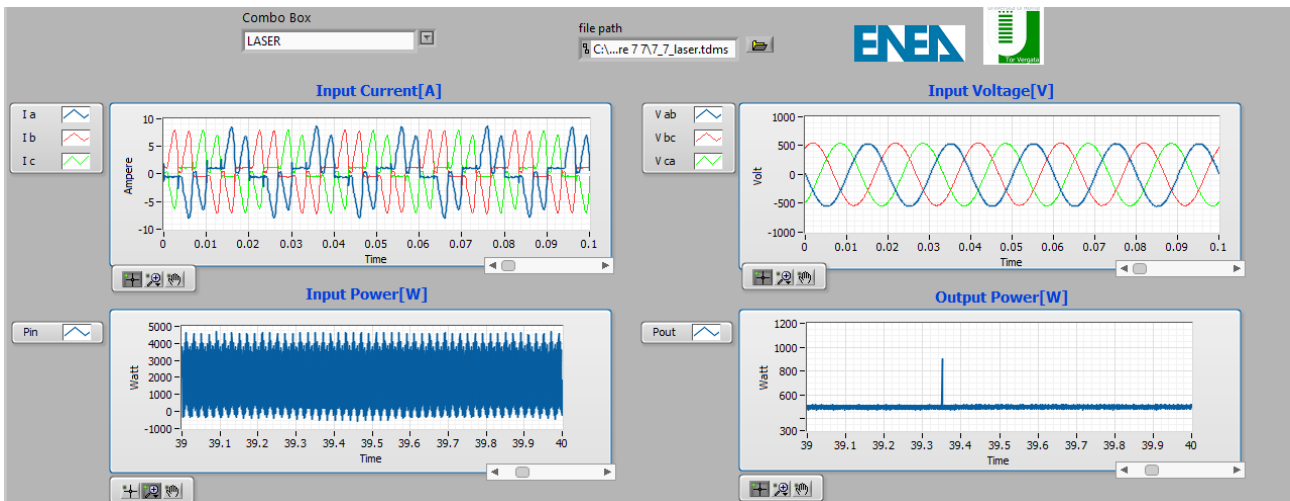 Combo Box
LASER
file path
C:\...re 7 7\7_7_laser.tdms
ENEA
Tor Vergata
Input Current[A]
I a
I b
I c
Ampere
10
5
0
-5
-10
0 0.01 0.02 0.03 0.04 0.05 0.06 0.07 0.08 0.09 0.1
Time
Input Voltage[V]
V ab
V bc
V ca
Volt
1000
500
0
-500
-1000
0 0.01 0.02 0.03 0.04 0.05 0.06 0.07 0.08 0.09 0.1
Time
Input Power[W]
Pin
Watt
5000
4000
3000
2000
1000
0
-1000
39 39.1 39.2 39.3 39.4 39.5 39.6 39.7 39.8 39.9 40
Time
Output Power[W]
Pout
Watt
1200
1000
800
600
300
39 39.1 39.2 39.3 39.4 39.5 39.6 39.7 39.8 39.9 40
Time